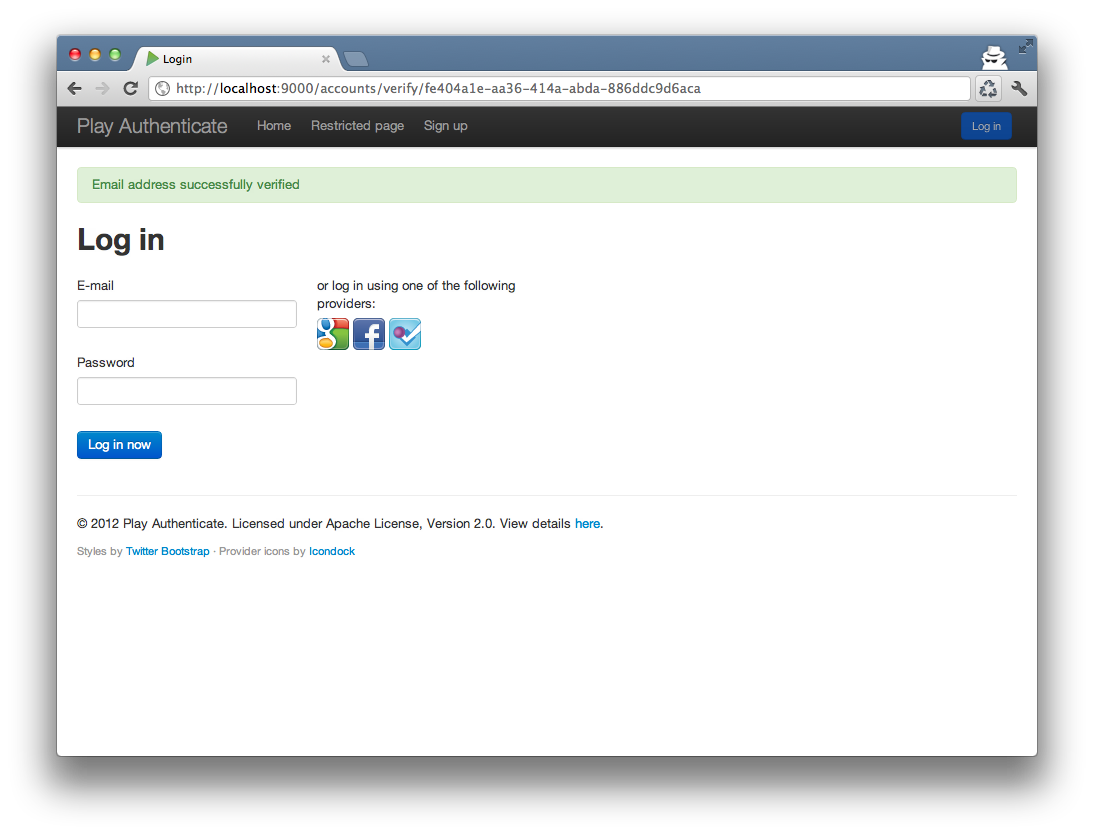 Login
http://localhost:9000/accounts/verify/fe404a1e-aa36-414a-abda-886ddc9d6aca
Play Authenticate Home Restricted page Sign up Log in
Email address successfully verified
Log in
E-mail
Password
Log in now
or log in using one of the following
providers:
© 2012 Play Authenticate. Licensed under Apache License, Version 2.0. View details here.
Styles by Twitter Bootstrap · Provider icons by Icondock